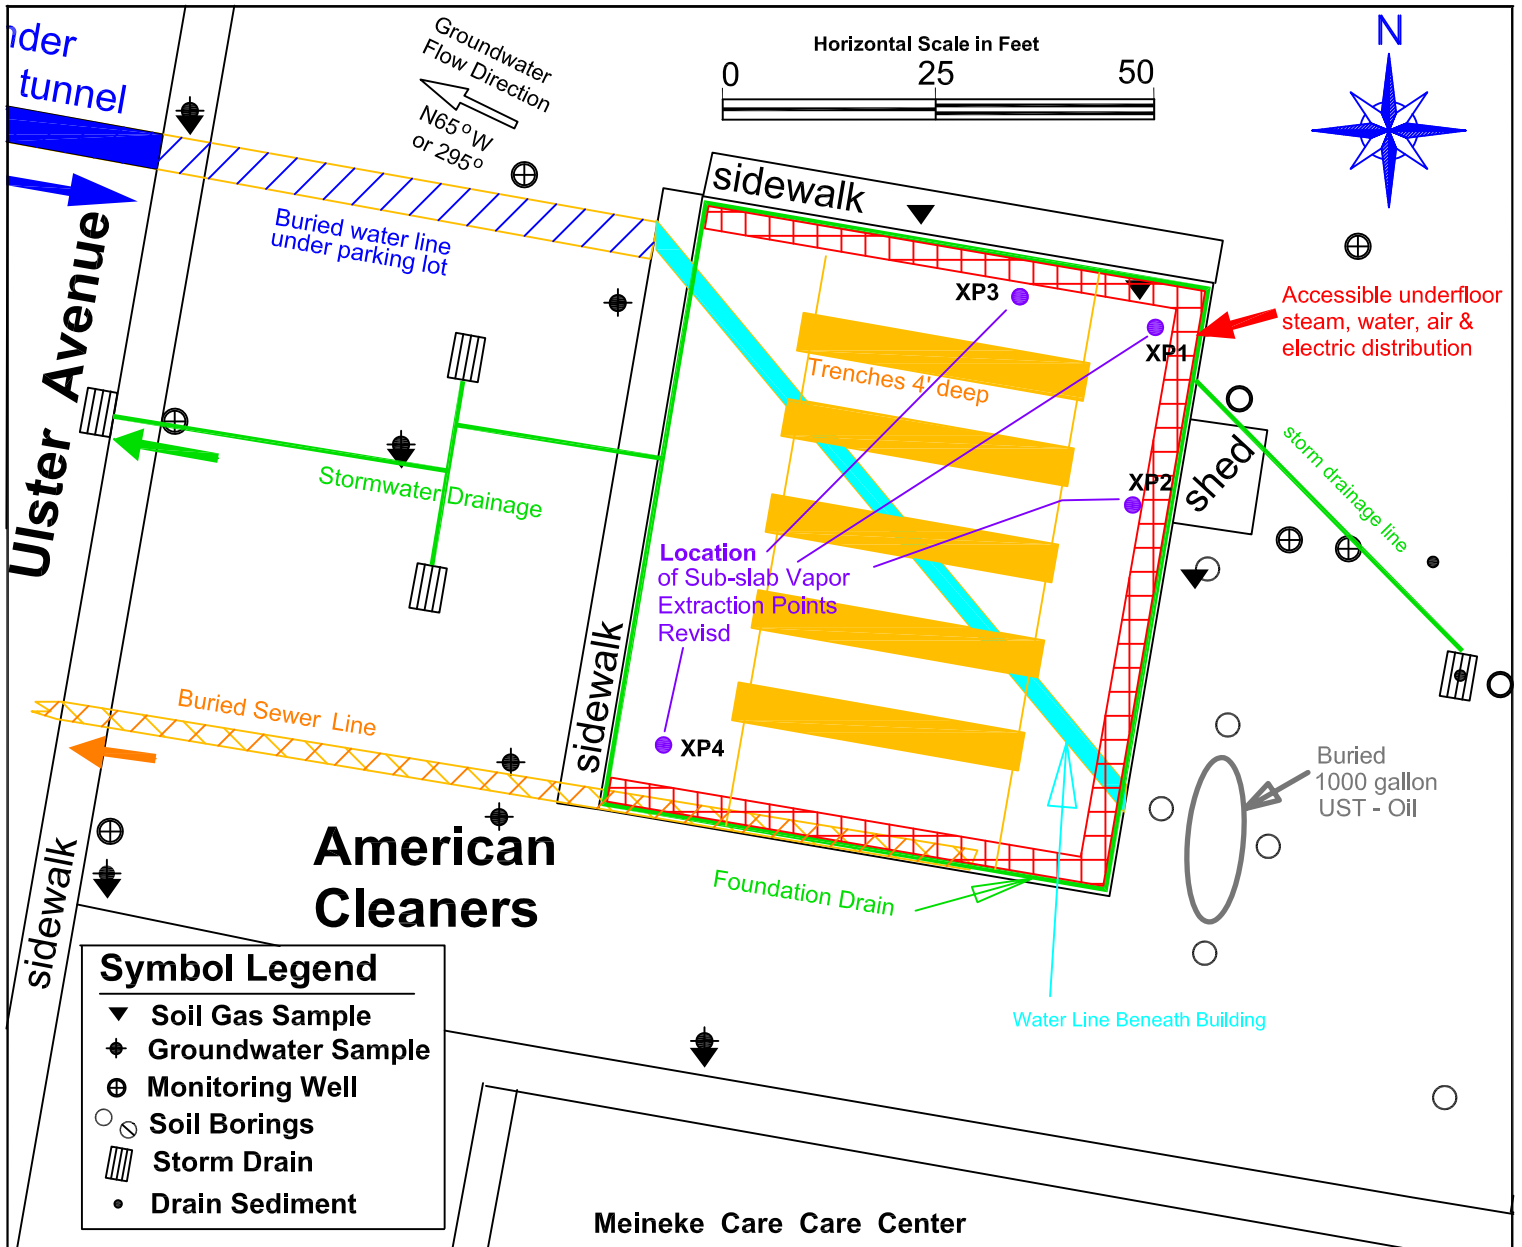 nder
tunnel
Groundwater
Flow Direction
N65°W
or 295°
Horizontal Scale in Feet
0 25 50
N
sidewalk
Buried water line
under parking lot
Ulster Avenue
XP3
XP1
Accessible underfloor
steam, water, air &
electric distribution
Trenches 4' deep
Stormwater Drainage
XP2
shed
storm drainage line
Location
of Sub-slab Vapor
Extraction Points
Revisd
sidewalk
Buried Sewer Line
XP4
Buried
1000 gallon
UST - Oil
American
Cleaners
Foundation Drain
sidewalk
Water Line Beneath Building
Symbol Legend
Soil Gas Sample
Groundwater Sample
Monitoring Well
Soil Borings
Storm Drain
Drain Sediment
Meineke Care Care Center